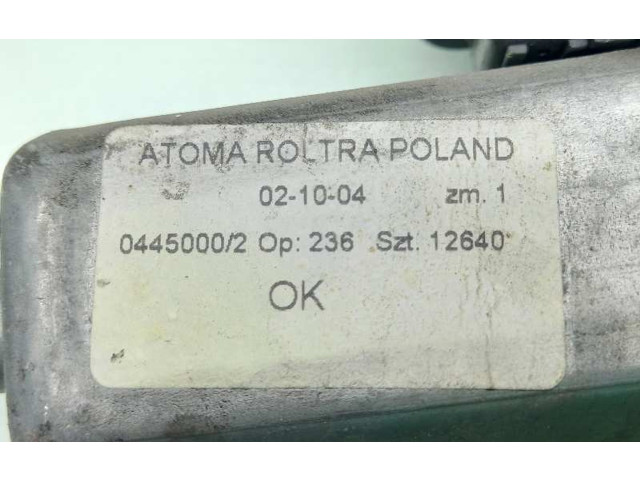 ATOMA ROLTRA POLAND
02-10-04 zm. 1
0445000/2 Op: 236 Szt. 12640
OK